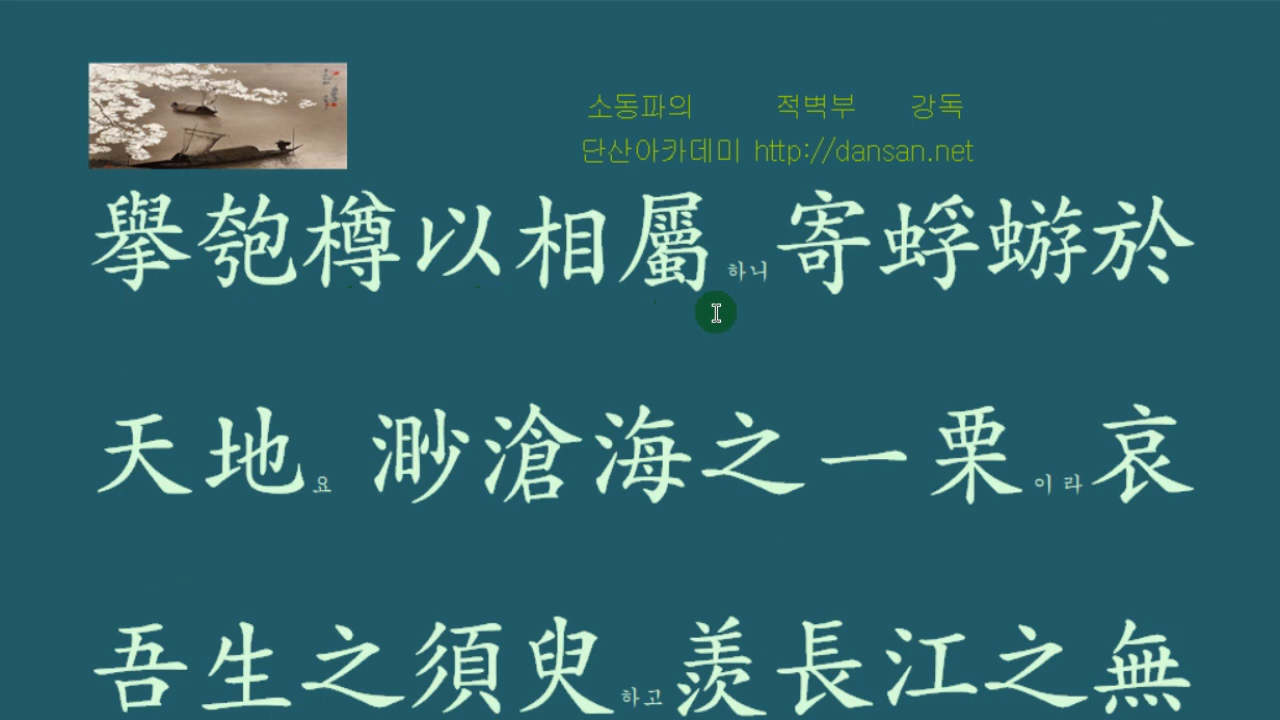 소동파의 적벽부 강독
단산아카데미 http://dansan.net
擧匏樽以相屬 하니 寄蜉蝣於
天地 요 渺滄海之一栗 이라 哀
吾生之須臾 하고 羨長江之無